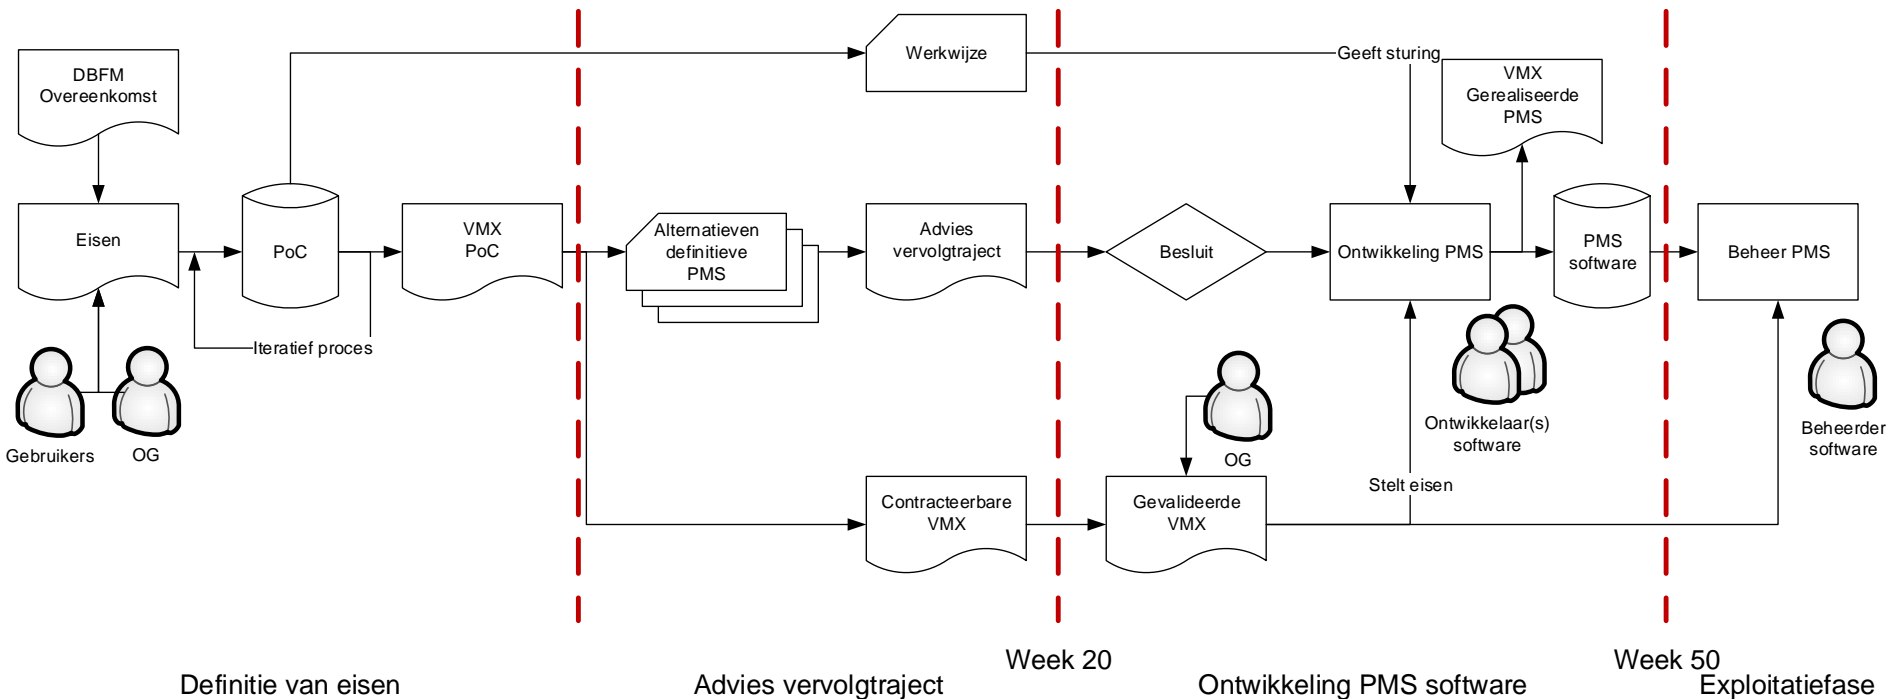 DBFM
Overeenkomst
Werkwijze
Geeft sturing
VMX
Gerealiseerde
PMS
Eisen
PoC
VMX
PoC
Alternatieven
definitieve
PMS
Advies
vervolgtraject
Besluit
Ontwikkeling PMS
PMS
software
Beheer PMS
Iteratief proces
Gebruikers
OG
OG
Ontwikkelaar(s)
software
Beheerder
software
Stelt eisen
Contracteerbare
VMX
Gevalideerde
VMX
Week 20
Week 50
Definitie van eisen
Advies vervolgtraject
Ontwikkeling PMS software
Exploitatiefase